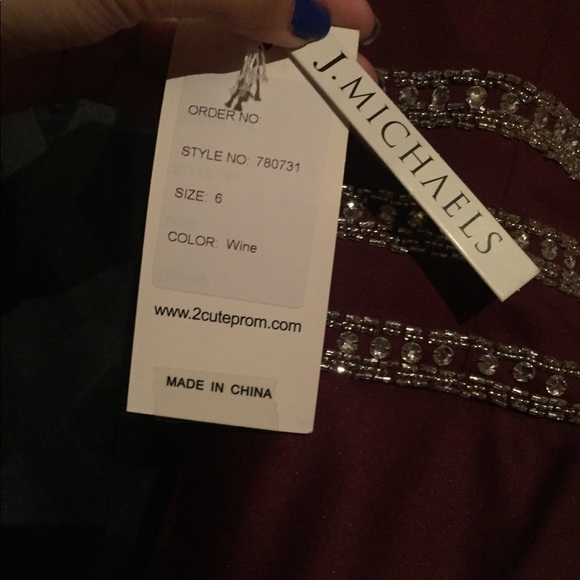 ORDER NO:
STYLE NO: 780731
SIZE: 6
COLOR: Wine
www.2cuteprom.com
MADE IN CHINA
J.MICHAELS